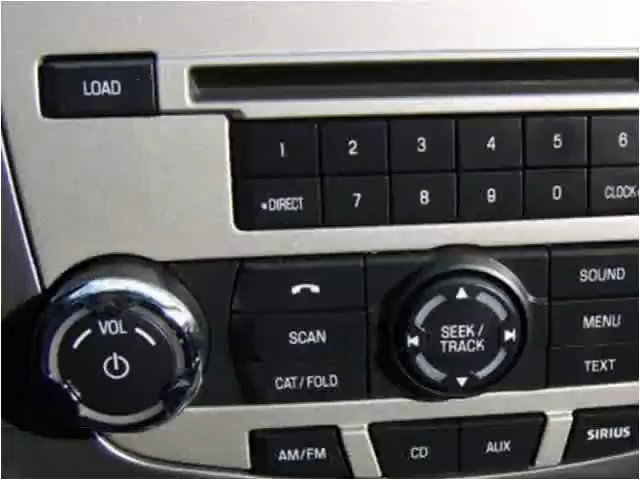 LOAD
1 2 3 4 5 6
DIRECT 7 8 9 0 CLOCK
SOUND
VOL
SEEK/
TRACK
SCAN
MENU
CAT/FOLD
TEXT
AM/FM
CD
AUX
SIRIUS